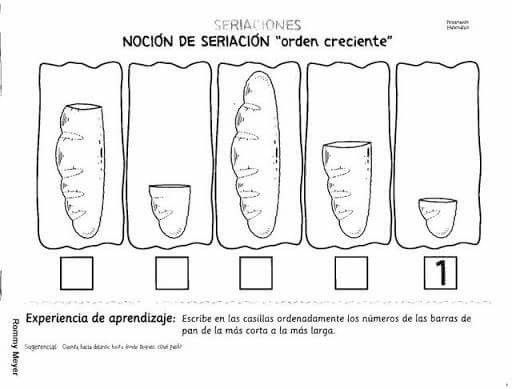 SERIACIONES
NOCIÓN DE SERIACIÓN "orden creciente"
1
Experiencia de aprendizaje: Escribe en las casillas ordenadamente los números de las barras de
pan de la más corta a la más larga.
Rommy Meyer